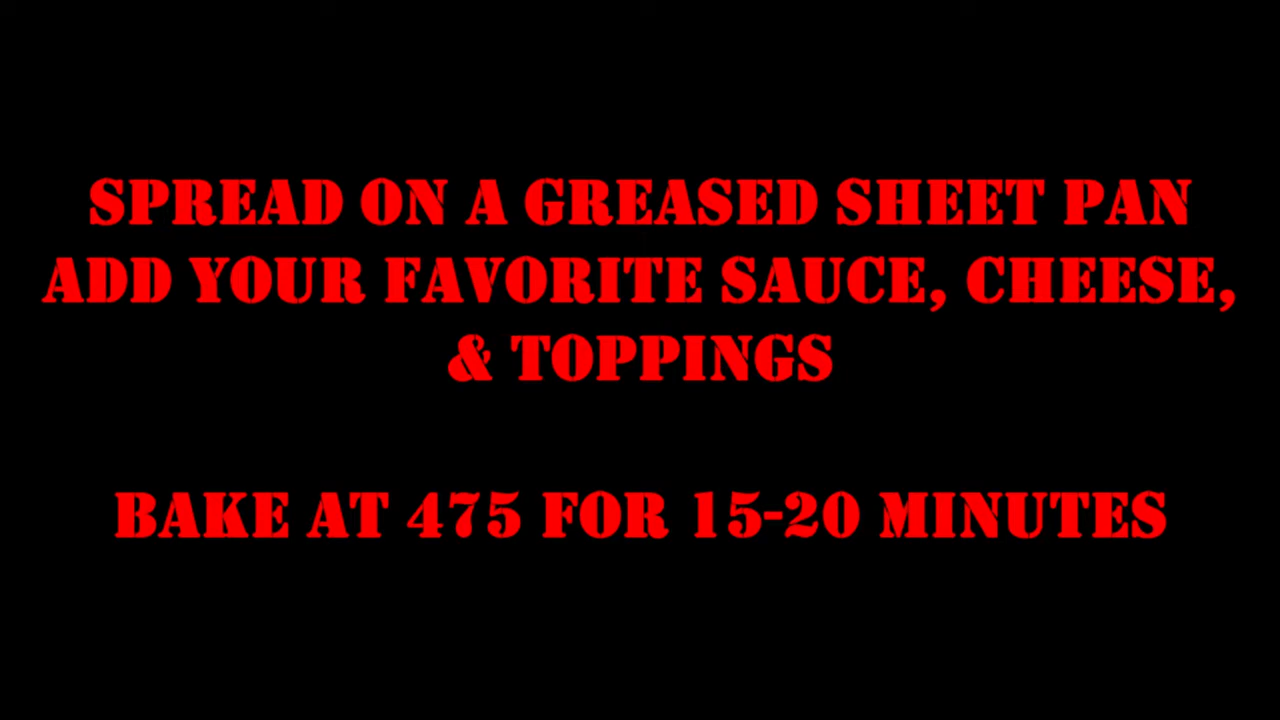 SPREAD ON A GREASED SHEET PAN
ADD YOUR FAVORITE SAUCE, CHEESE,
& TOPPINGS
BAKE AT 475 FOR 15-20 MINUTES